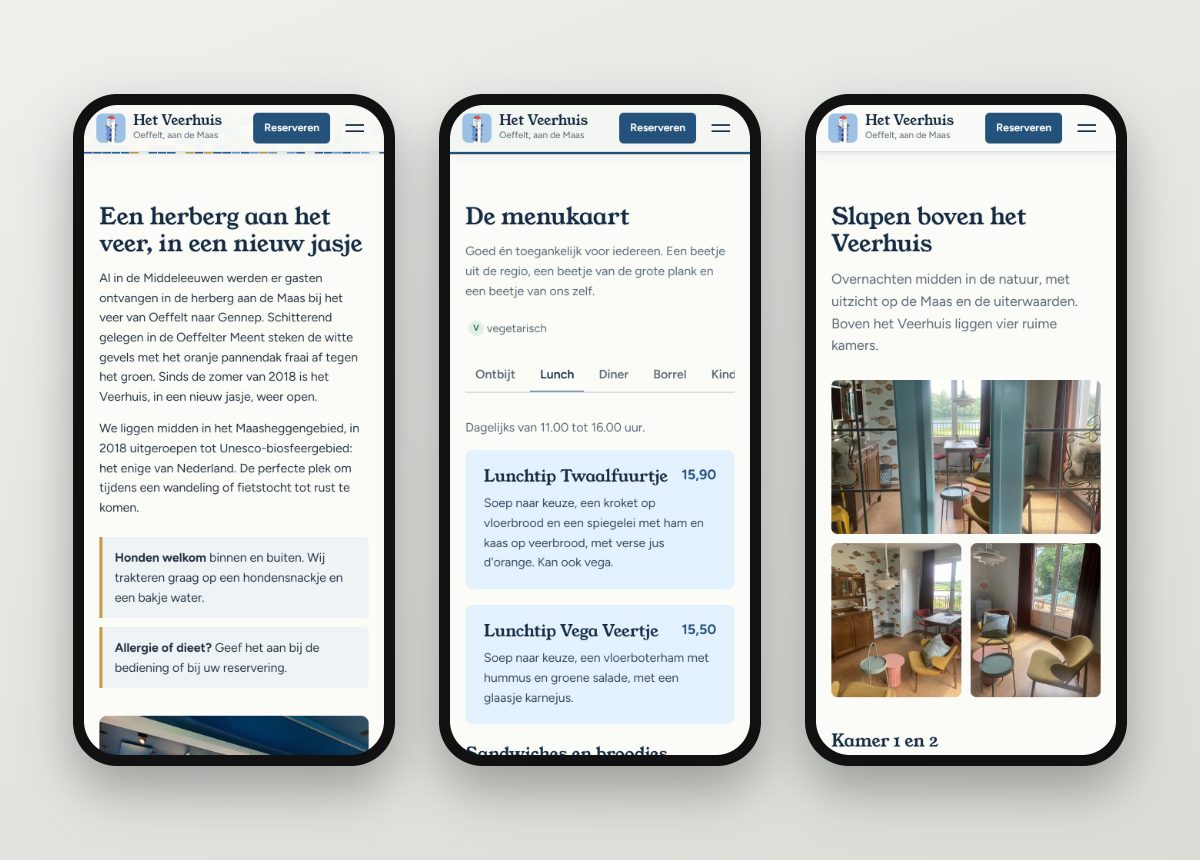 Het Veerhuis
Oeffelt, aan de Maas
Reserveren
Een herberg aan het
veer, in een nieuw jasje
Al in de Middeleeuwen werden er gasten
ontvangen in de herberg aan de Maas bij het
veer van Oeffelt naar Gennep. Schitterend
gelegen in de Oeffelter Meent steken de witte
gevels met het oranje pannendak fraai af tegen
het groen. Sinds de zomer van 2018 is het
Veerhuis, in een nieuw jasje, weer open.
We liggen midden in het Maasheggengebied, in
2018 uitgeroepen tot Unesco-biosfeergebied:
het enige van Nederland. De perfecte plek om
tijdens een wandeling of fietstocht tot rust te
komen.
Honden welkom binnen en buiten. Wij
trakteren graag op een hondensnackje en
een bakje water.
Allergie of dieet? Geef het aan bij de
bediening of bij uw reservering.
Het Veerhuis
Oeffelt, aan de Maas
Reserveren
De menukaart
Goed én toegankelijk voor iedereen. Een beetje
uit de regio, een beetje van de grote plank en
een beetje van ons zelf.
V vegetarisch
Ontbijt Lunch Diner Borrel Kind
Dagelijks van 11.00 tot 16.00 uur.
Lunchtip Twaalfuurtje 15,90
Soep naar keuze, een kroket op
vloerbrood en een spiegelei met ham en
kaas op veerbrood, met verse jus
d'orange. Kan ook vega.
Lunchtip Vega Veertje 15,50
Soep naar keuze, een vloerboterham met
hummus en groene salade, met een
glaasje karnejus.
Sandwiches en broodjes
Het Veerhuis
Oeffelt, aan de Maas
Reserveren
Slapen boven het
Veerhuis
Overnachten midden in de natuur, met
uitzicht op de Maas en de uiterwaarden.
Boven het Veerhuis liggen vier ruime
kamers.
Kamer 1 en 2